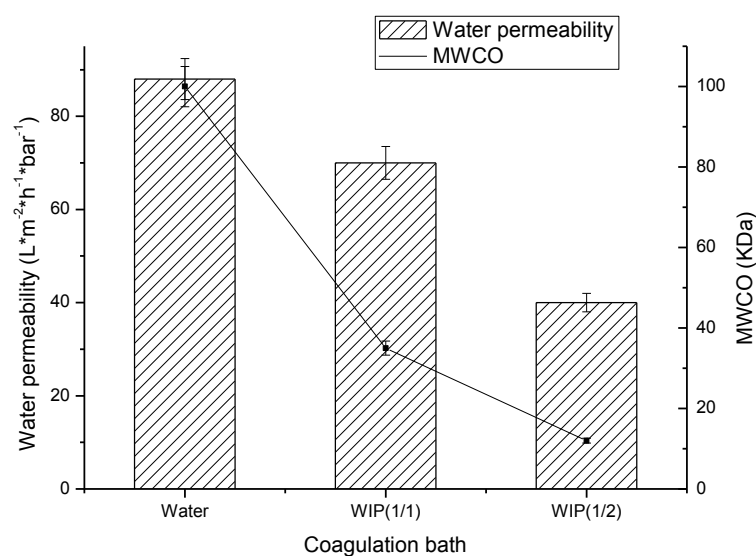 Water permeability
MWCO
Water permeability (L*m⁻²*h⁻¹*bar⁻¹)
80
60
40
20
0
100
80
60
40
20
0
MWCO (KDa)
Water
WIP(1/1)
WIP(1/2)
Coagulation bath